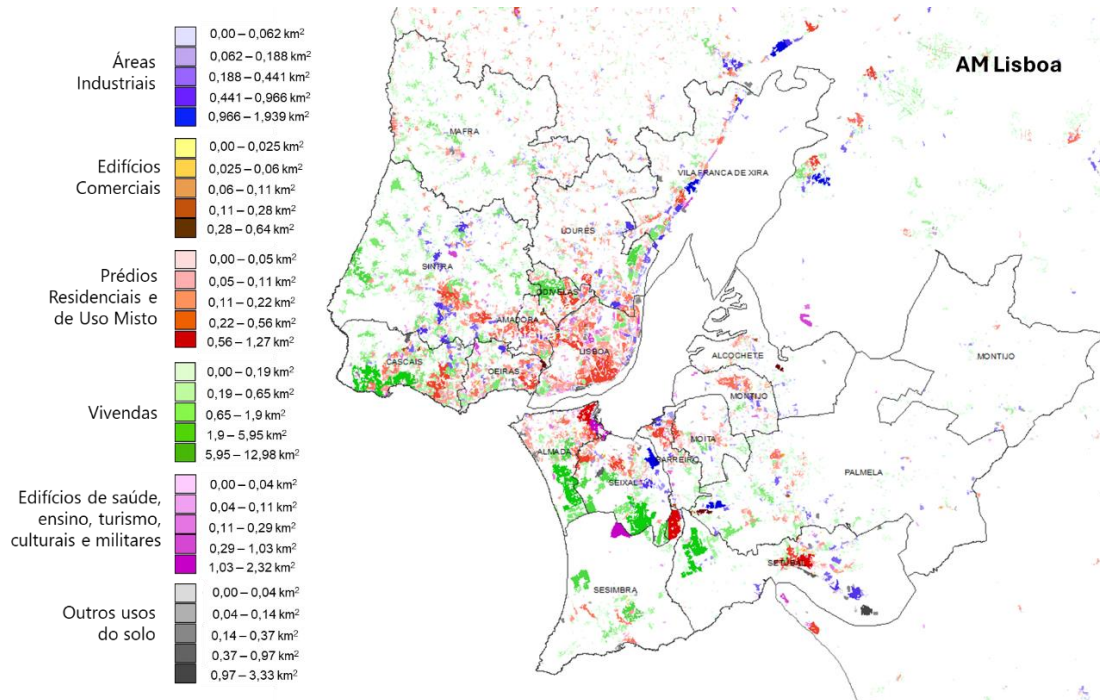 AM Lisboa
Áreas
Industriais
0,00 – 0,062 km²
0,062 – 0,188 km²
0,188 – 0,441 km²
0,441 – 0,966 km²
0,966 – 1,939 km²
Edifícios
Comerciais
0,00 – 0,025 km²
0,025 – 0,06 km²
0,06 – 0,11 km²
0,11 – 0,28 km²
0,28 – 0,64 km²
Prédios
Residenciais e
de Uso Misto
0,00 – 0,05 km²
0,05 – 0,11 km²
0,11 – 0,22 km²
0,22 – 0,56 km²
0,56 – 1,27 km²
Vivendas
0,00 – 0,19 km²
0,19 – 0,65 km²
0,65 – 1,9 km²
1,9 – 5,95 km²
5,95 – 12,98 km²
Edifícios de saúde,
ensino, turismo,
culturais e militares
0,00 – 0,04 km²
0,04 – 0,11 km²
0,11 – 0,29 km²
0,29 – 1,03 km²
1,03 – 2,32 km²
Outros usos
do solo
0,00 – 0,04 km²
0,04 – 0,14 km²
0,14 – 0,37 km²
0,37 – 0,97 km²
0,97 – 3,33 km²
MAFRA
VILA FRANCA DE XIRA
LOURES
SINTRA
ODIVELAS
AMADORA
LISBOA
CASCAIS
OEIRAS
ALCOCHETE
MONTIJO
MONTIJO
MOITA
ALMADA
BARREIRO
SEIXAL
PALMELA
SETÚBAL
SESIMBRA